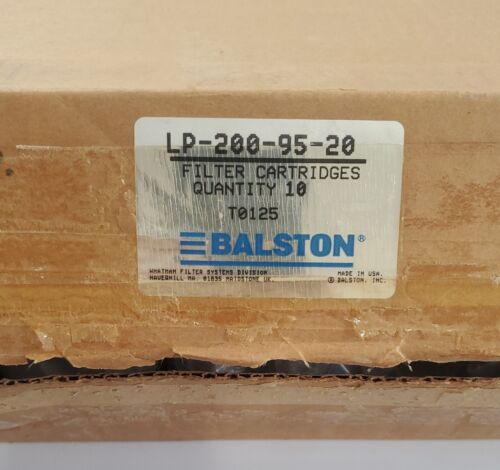 LP-200-95-20
FILTER CARTRIDGES
QUANTITY 10
T0125
BALSTON®
WHATMAN FILTER SYSTEMS DIVISION
HAVERHILL MA. 01835 MAIDSTONE UK.
MADE IN USA.
© BALSTON, INC.